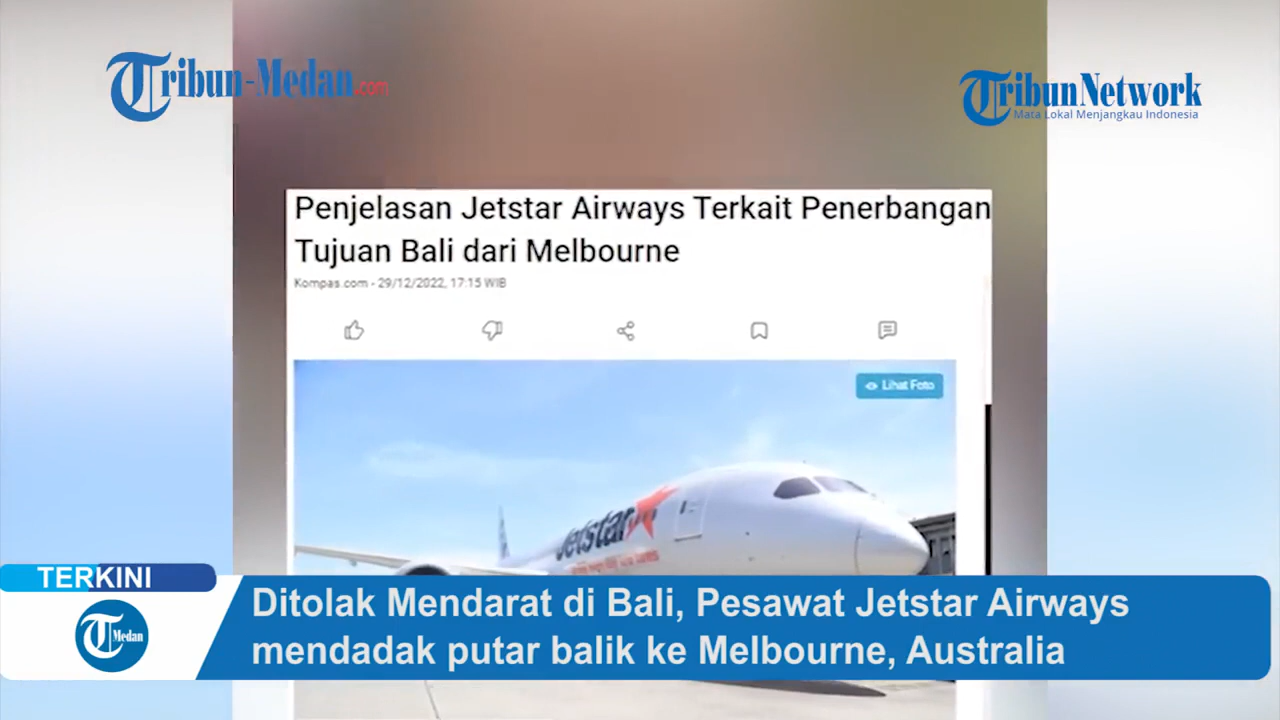 Tribun-Medan.com
TribunNetwork
Mata Lokal Menjangkau Indonesia
Penjelasan Jetstar Airways Terkait Penerbangan
Tujuan Bali dari Melbourne
Kompas.com - 29/12/2022, 17:15 WIB
Lihat Foto
Jetstar
TERKINI
Ditolak Mendarat di Bali, Pesawat Jetstar Airways
mendadak putar balik ke Melbourne, Australia
T Medan